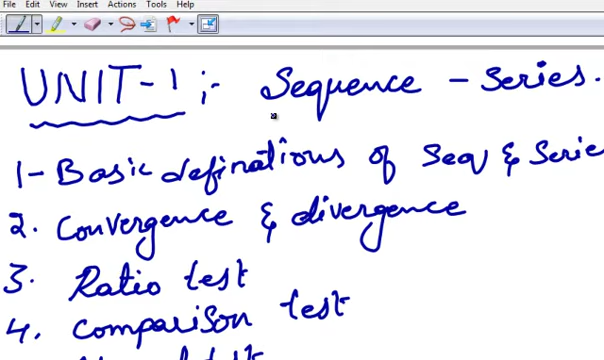 File Edit View Insert Actions Tools Help
UNIT-1 :- Sequence - Series.
1- Basic definations of Seq & Serie
2. Convergence & divergence
3. Ratio test
4. Comparison test
test